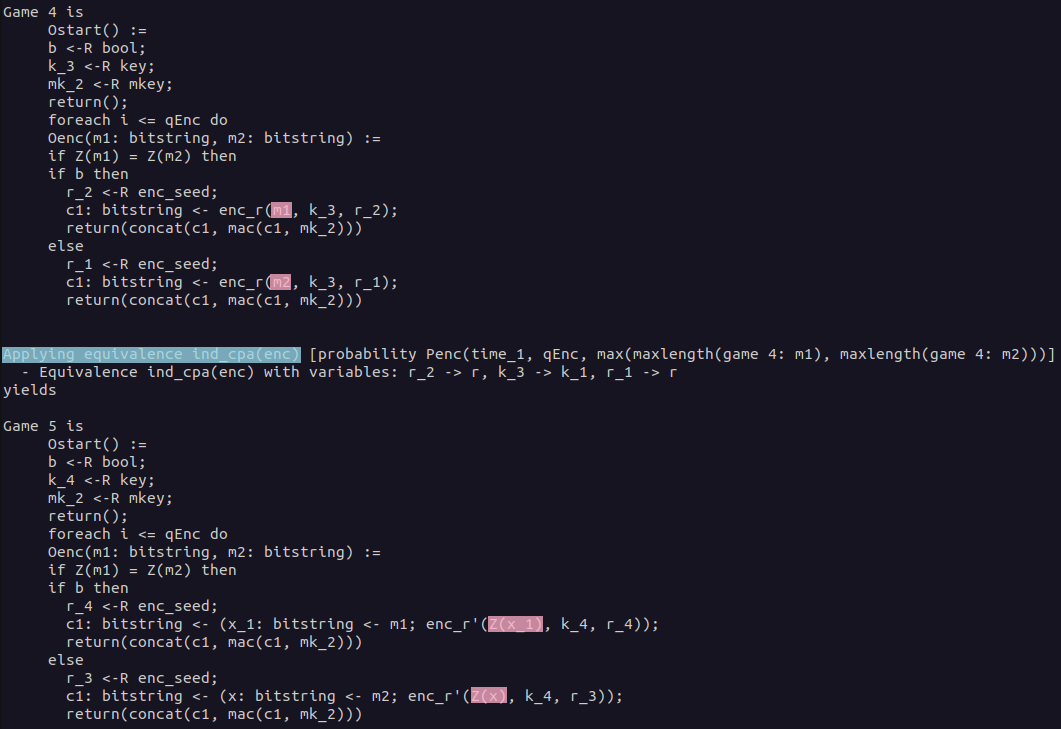 Game 4 is
Ostart() :=
b <-R bool;
k_3 <-R key;
mk_2 <-R mkey;
return();
foreach i <= qEnc do
Oenc(m1: bitstring, m2: bitstring) :=
if Z(m1) = Z(m2) then
if b then
r_2 <-R enc_seed;
c1: bitstring <- enc_r(m1, k_3, r_2);
return(concat(c1, mac(c1, mk_2)))
else
r_1 <-R enc_seed;
c1: bitstring <- enc_r(m2, k_3, r_1);
return(concat(c1, mac(c1, mk_2)))
Applying equivalence ind_cpa(enc) [probability Penc(time_1, qEnc, max(maxlength(game 4: m1), maxlength(game 4: m2)))]
- Equivalence ind_cpa(enc) with variables: r_2 -> r, k_3 -> k_1, r_1 -> r
yields
Game 5 is
Ostart() :=
b <-R bool;
k_4 <-R key;
mk_2 <-R mkey;
return();
foreach i <= qEnc do
Oenc(m1: bitstring, m2: bitstring) :=
if Z(m1) = Z(m2) then
if b then
r_4 <-R enc_seed;
c1: bitstring <- (x_1: bitstring <- m1; enc_r'(Z(x_1), k_4, r_4));
return(concat(c1, mac(c1, mk_2)))
else
r_3 <-R enc_seed;
c1: bitstring <- (x: bitstring <- m2; enc_r'(Z(x), k_4, r_3));
return(concat(c1, mac(c1, mk_2)))